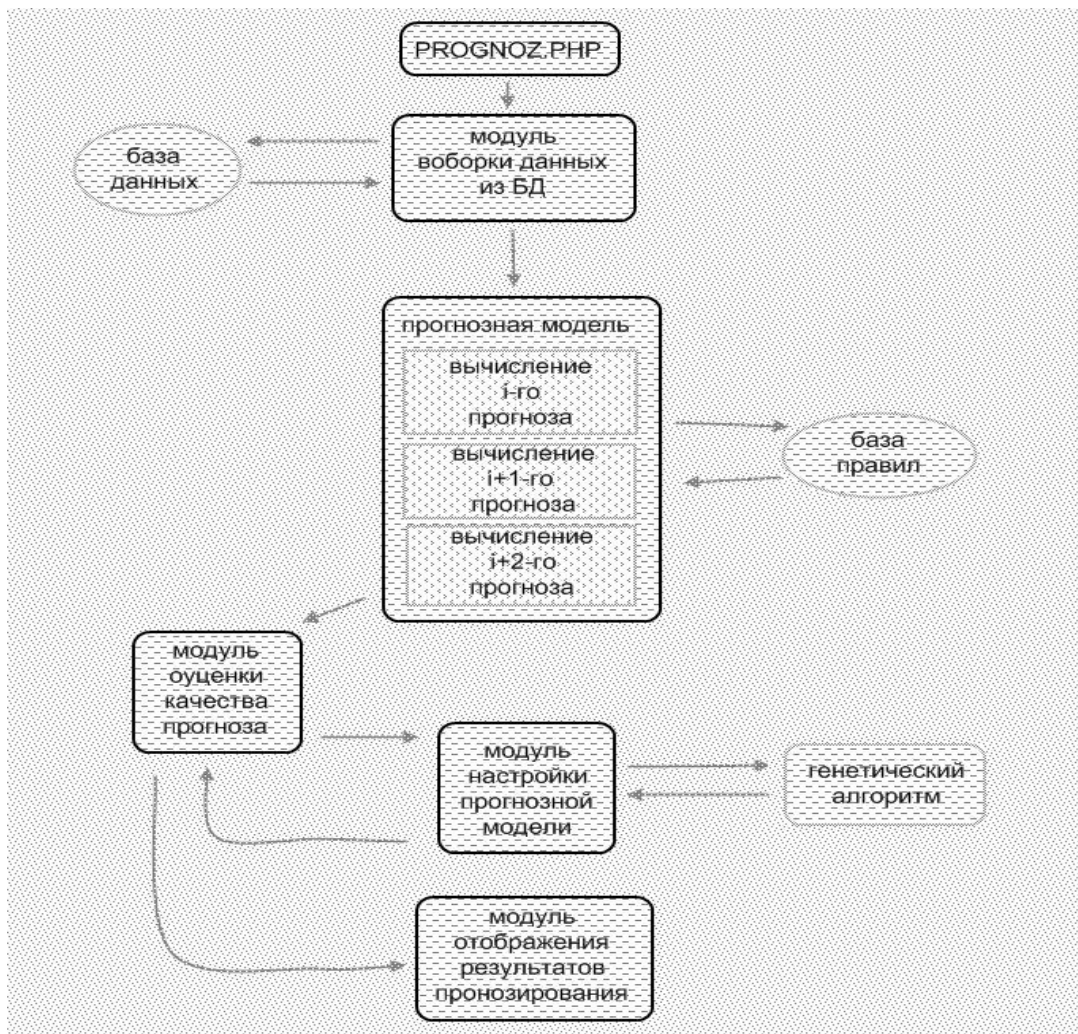 PROGNOZ.PHP
модуль
воборки данных
из БД
база
данных
прогнозная модель
вычисление
i-го
прогноза
вычисление
i+1-го
прогноза
вычисление
i+2-го
прогноза
база
правил
модуль
оуценки
качества
прогноза
модуль
настройки
прогнозной
модели
генетический
алгоритм
модуль
отображения
результатов
пронозирования